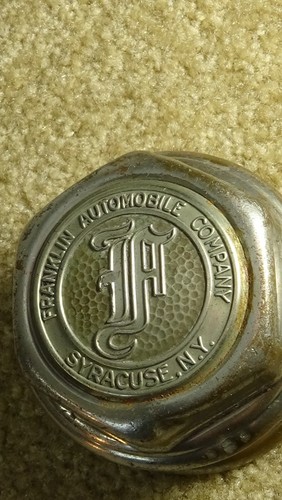 FRANKLIN AUTOMOBILE COMPANY
F
SYRACUSE, N.Y.